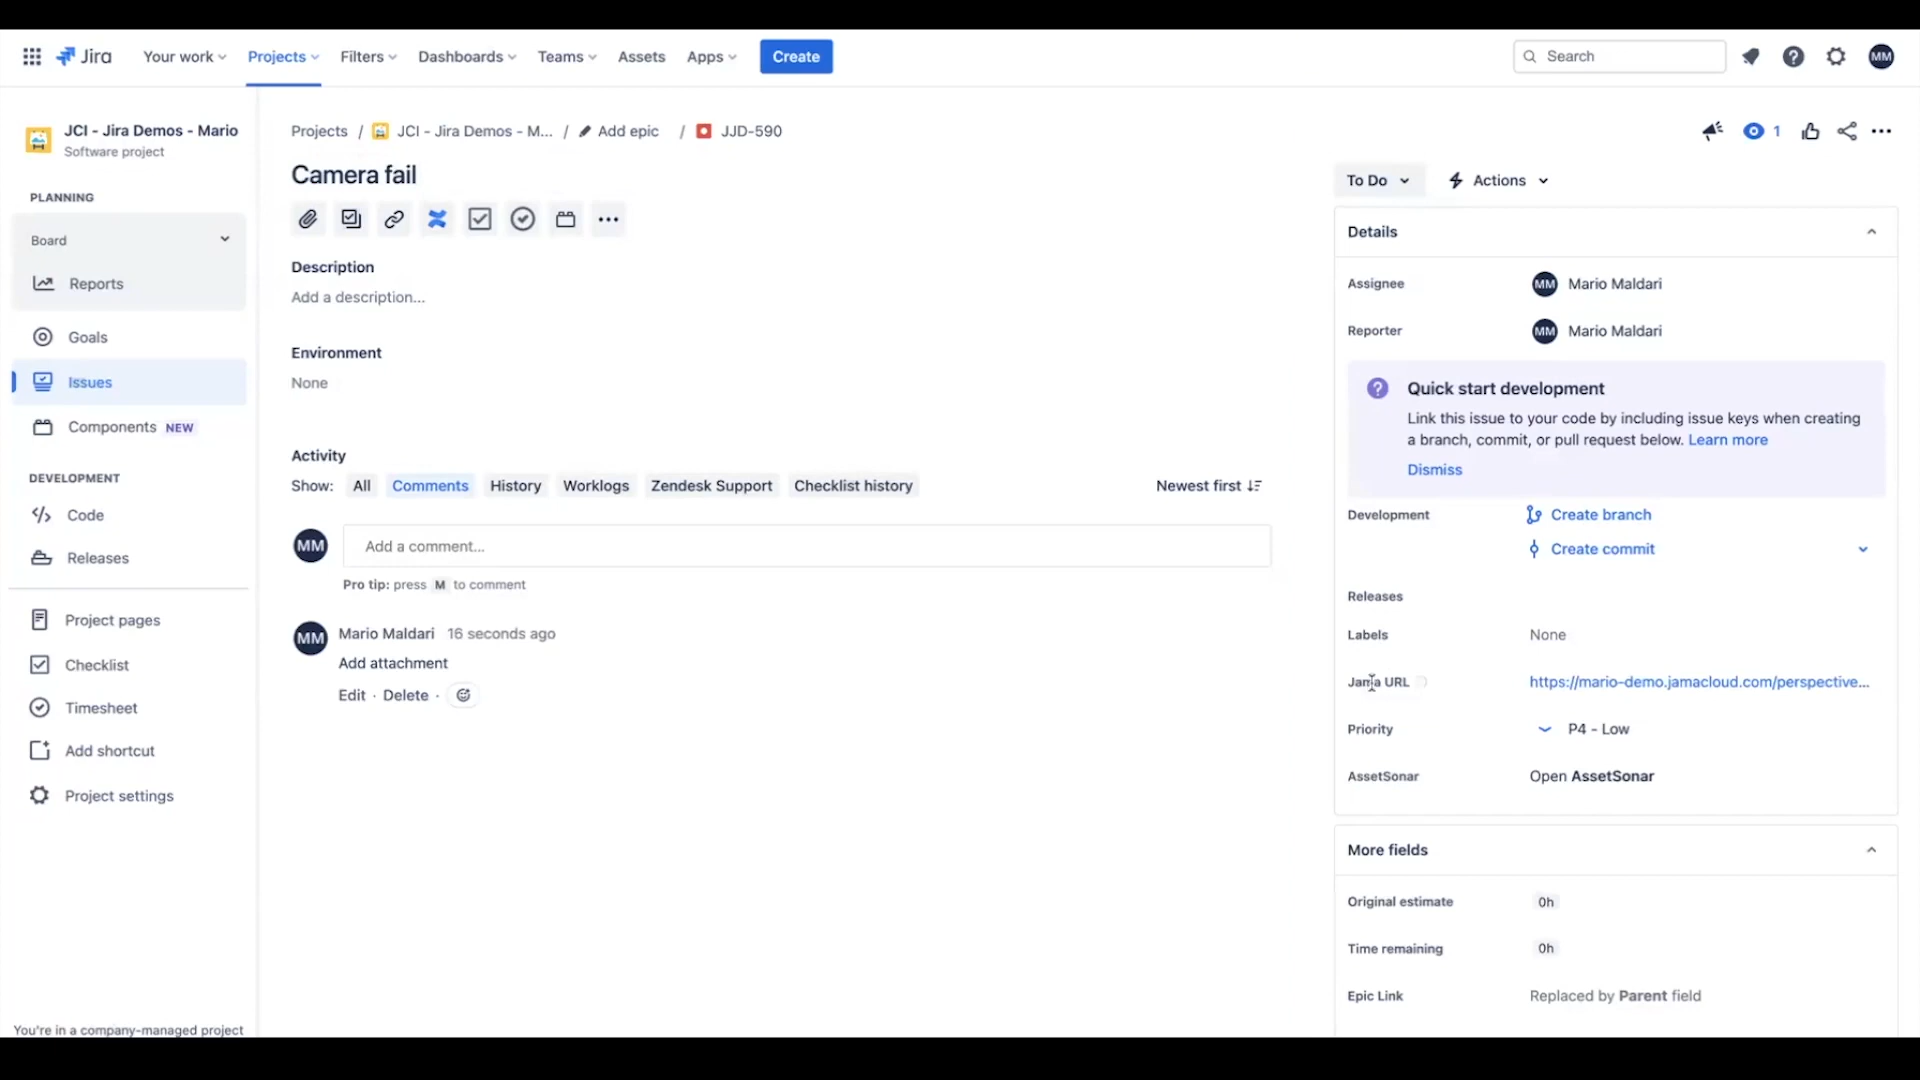 Jira
Your work
Projects
Filters
Dashboards
Teams
Assets
Apps
Create
Search
MM
JCI - Jira Demos - Mario
Software project
PLANNING
Board
Reports
Goals
Issues
Components NEW
DEVELOPMENT
Code
Releases
Project pages
Checklist
Timesheet
Add shortcut
Project settings
You're in a company-managed project
Projects / JCI - Jira Demos - M... / Add epic / JJD-590
1
Camera fail
Description
Add a description...
Environment
None
Activity
Show: All Comments History Worklogs Zendesk Support Checklist history
Newest first
MM
Add a comment...
Pro tip: press M to comment
MM
Mario Maldari 16 seconds ago
Add attachment
Edit · Delete ·
To Do
Actions
Details
Assignee
MM Mario Maldari
Reporter
MM Mario Maldari
Quick start development
Link this issue to your code by including issue keys when creating
a branch, commit, or pull request below. Learn more
Dismiss
Development
Create branch
Create commit
Releases
Labels
None
Jama URL
https://mario-demo.jamacloud.com/perspective...
Priority
P4 - Low
AssetSonar
Open AssetSonar
More fields
Original estimate
0h
Time remaining
0h
Epic Link
Replaced by Parent field